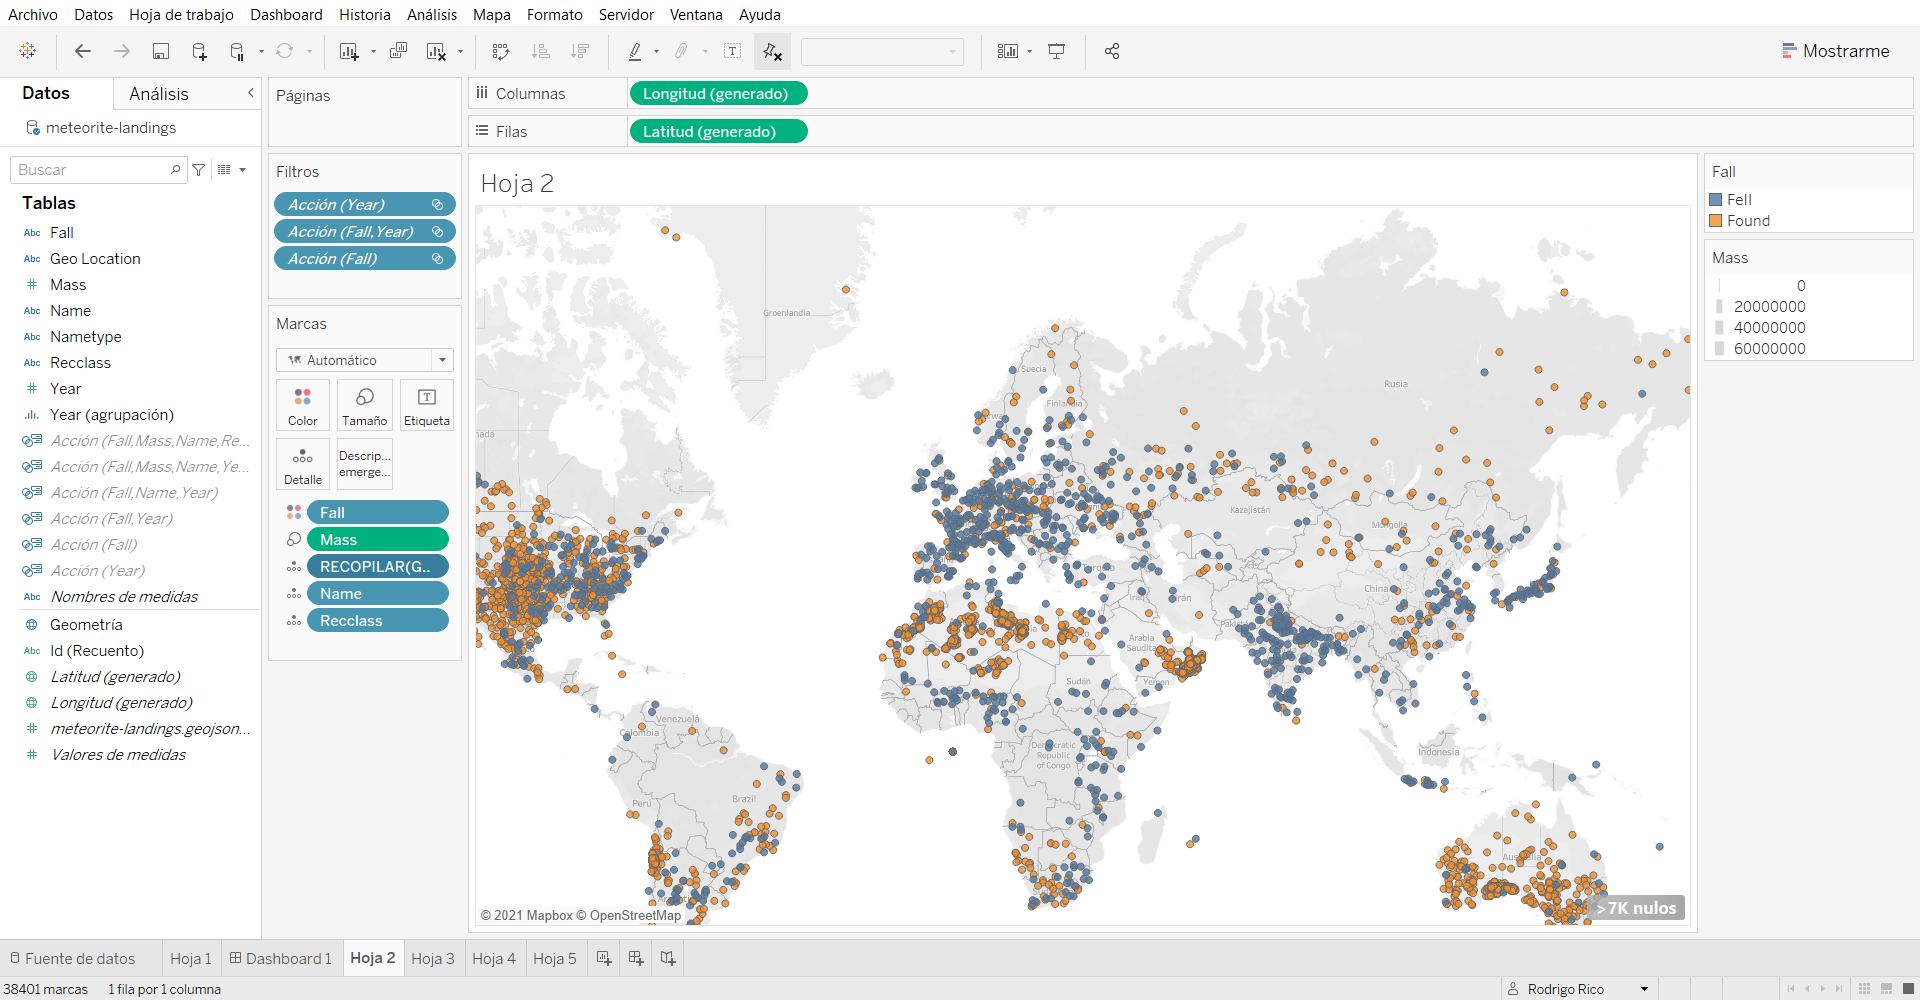 Archivo Datos Hoja de trabajo Dashboard Historia Análisis Mapa Formato Servidor Ventana Ayuda
Mostrarme
Datos Análisis
meteorite-landings
Buscar
Tablas
Abc Fall
Abc Geo Location
# Mass
Abc Name
Abc Nametype
Abc Recclass
# Year
Year (agrupación)
Acción (Fall,Mass,Name,Re...
Acción (Fall,Mass,Name,Ye...
Acción (Fall,Name,Year)
Acción (Fall,Year)
Acción (Fall)
Acción (Year)
Abc Nombres de medidas
Geometría
Abc Id (Recuento)
Latitud (generado)
Longitud (generado)
# meteorite-landings.geojson...
# Valores de medidas
Páginas
Filtros
Acción (Year)
Acción (Fall,Year)
Acción (Fall)
Marcas
Automático
Color Tamaño Etiqueta
Detalle
Descrip...
emerge...
Fall
Mass
RECOPILAR(G..
Name
Recclass
Columnas Longitud (generado)
Filas Latitud (generado)
Hoja 2
Groenlandia
Suecia
Rusia
Finlandia
Kazajistán
Mongolia
China
Irán
Arabia
Saudita
Yemen
Sudán
Democratic
Republic
of Congo
Venezuela
Colombia
Perú
Brazil
Indonesia
Australia
© 2021 Mapbox © OpenStreetMap
>7K nulos
Fall
Fell
Found
Mass
0
20000000
40000000
60000000
Fuente de datos Hoja 1 Dashboard 1 Hoja 2 Hoja 3 Hoja 4 Hoja 5
38401 marcas 1 fila por 1 columna
Rodrigo Rico